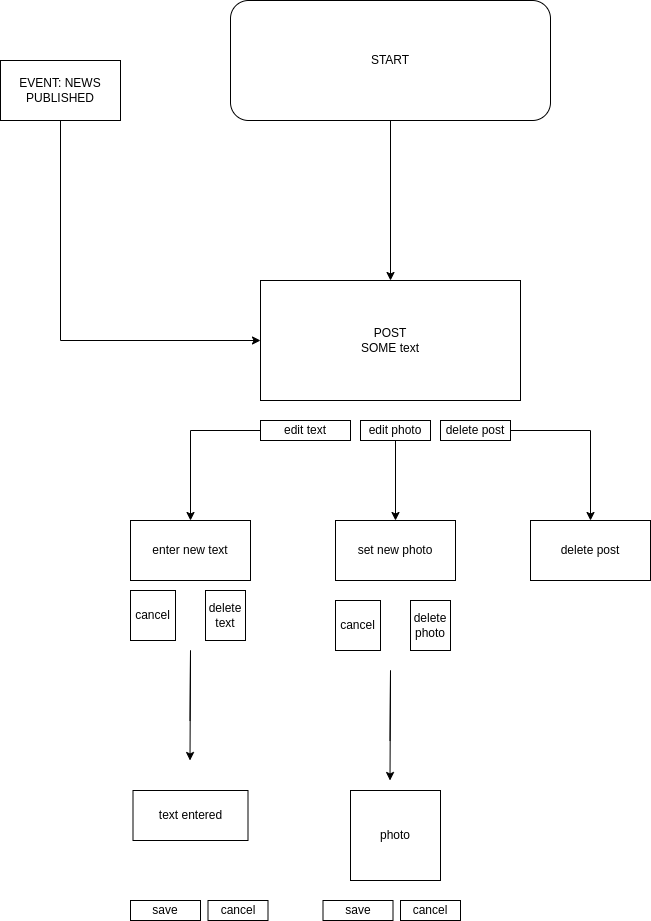 START
EVENT: NEWS
PUBLISHED
POST
SOME text
edit text
edit photo
delete post
enter new text
set new photo
delete post
cancel
delete
text
cancel
delete
photo
text entered
photo
save
cancel
save
cancel